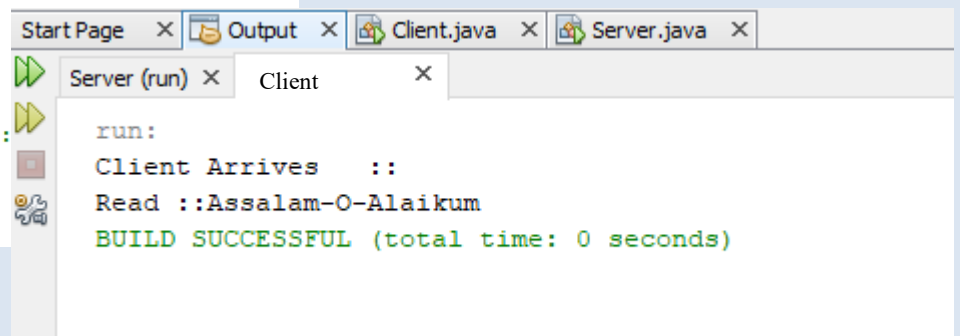 Start Page X Output X Client.java X Server.java X
Server (run) X Client X
run:
:
Client Arrives ::
Read ::Assalam-O-Alaikum
BUILD SUCCESSFUL (total time: 0 seconds)